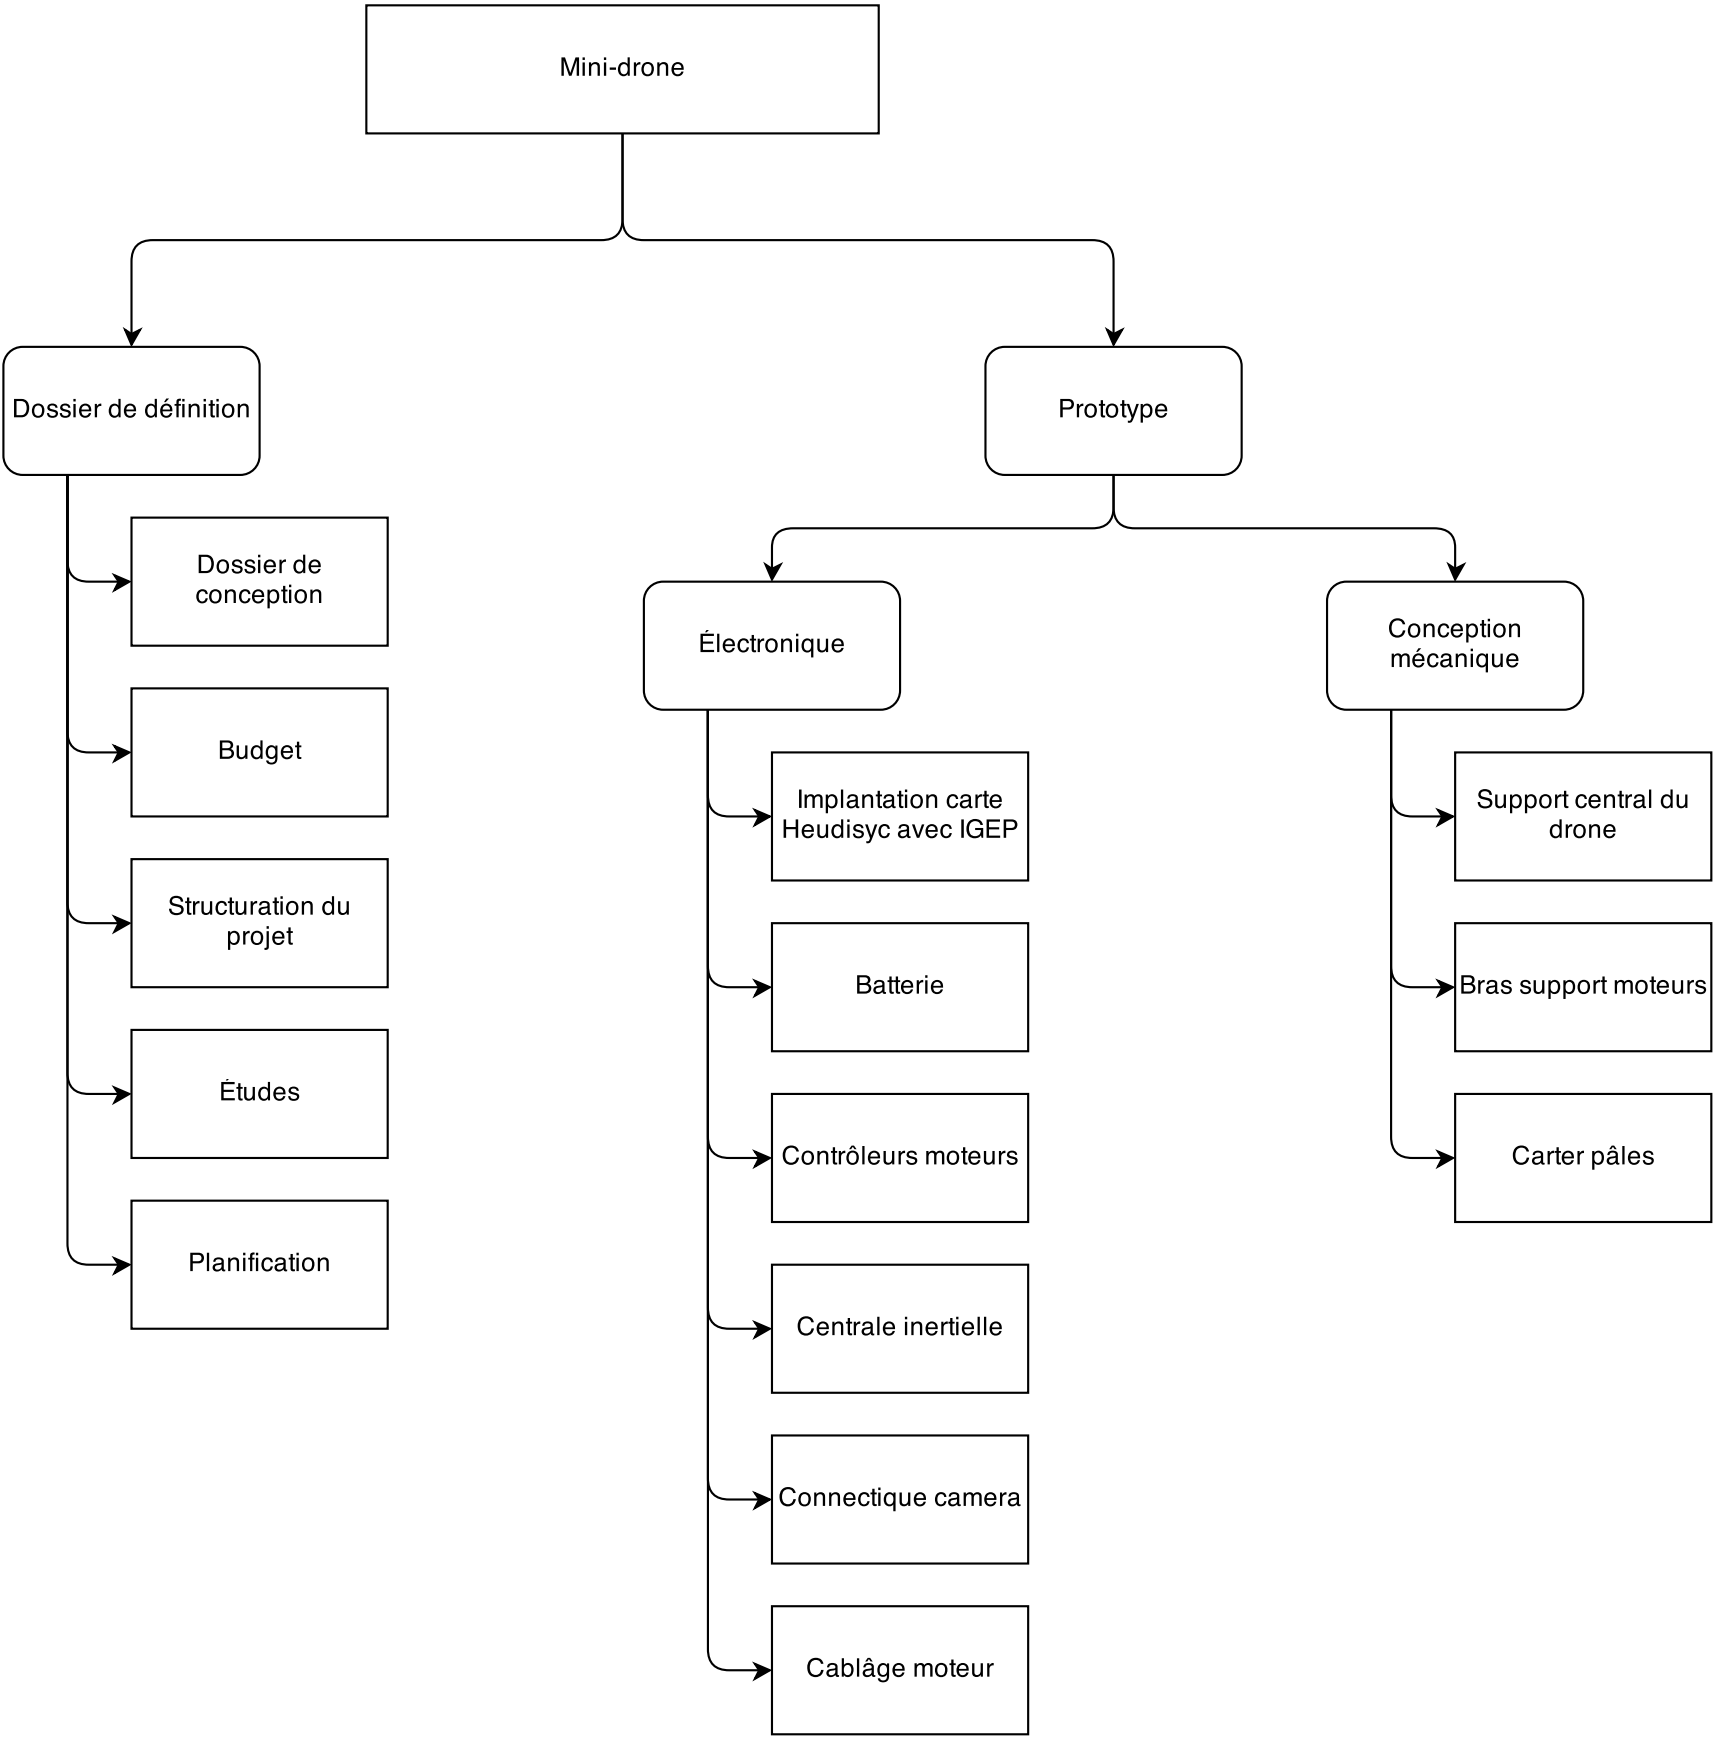 Mini-drone
Dossier de définition
Prototype
Dossier de
conception
Budget
Structuration du
projet
Études
Planification
Électronique
Implantation carte
Heudisyc avec IGEP
Batterie
Contrôleurs moteurs
Centrale inertielle
Connectique camera
Cablâge moteur
Conception
mécanique
Support central du
drone
Bras support moteurs
Carter pâles